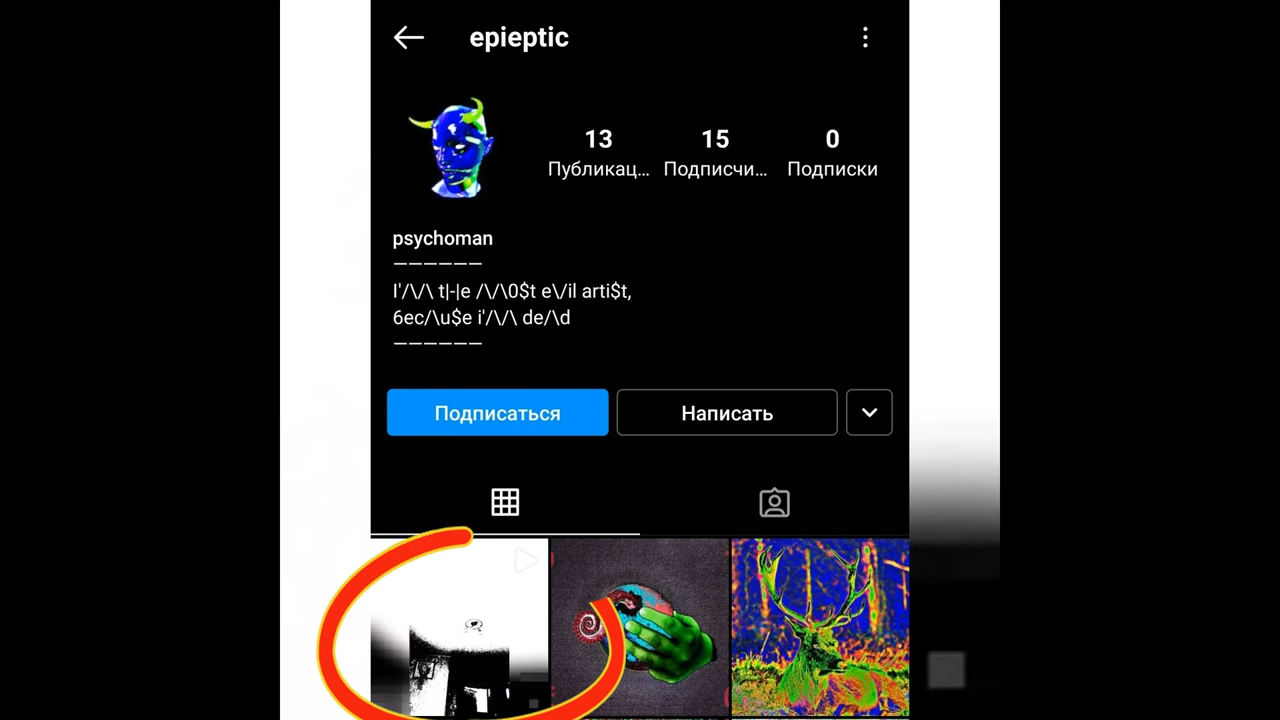 epieptic
13 15 0
Публикац... Подписчи... Подписки
psychoman
——————
I'/\/\ t|-|e /\/\0$t e\/il arti$t,
6ec/\u$e i'/\/\ de/\d
——————
Подписаться Написать